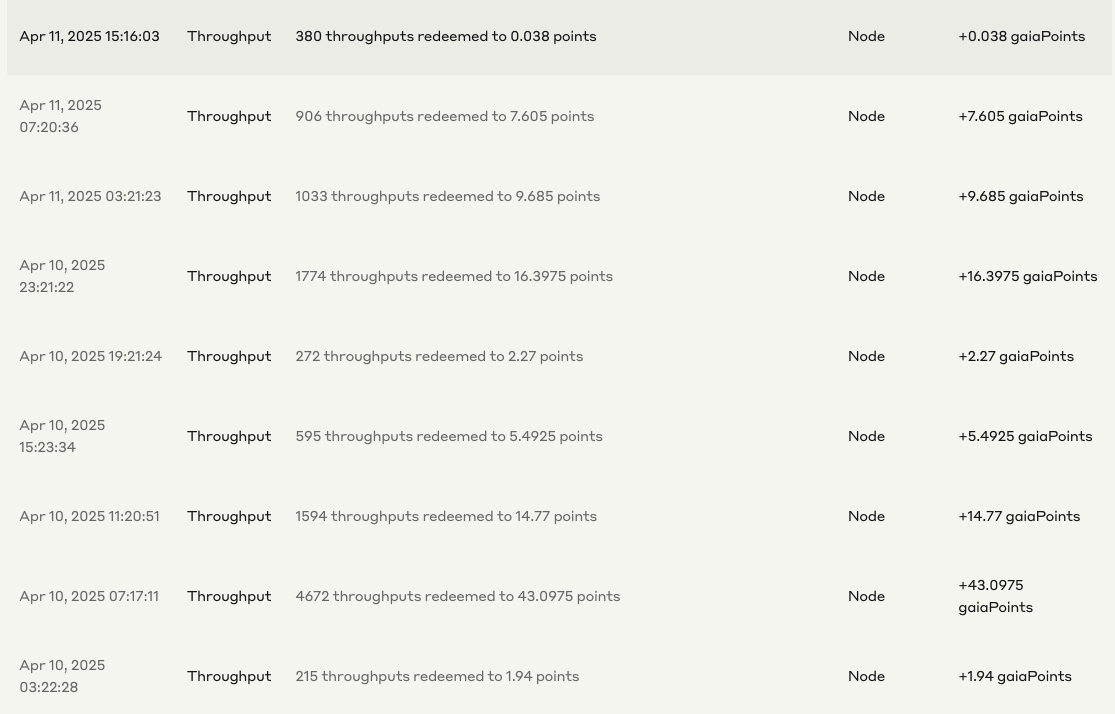 Apr 11, 2025 15:16:03 Throughput 380 throughputs redeemed to 0.038 points Node +0.038 gaiaPoints
Apr 11, 2025
07:20:36 Throughput 906 throughputs redeemed to 7.605 points Node +7.605 gaiaPoints
Apr 11, 2025 03:21:23 Throughput 1033 throughputs redeemed to 9.685 points Node +9.685 gaiaPoints
Apr 10, 2025
23:21:22 Throughput 1774 throughputs redeemed to 16.3975 points Node +16.3975 gaiaPoints
Apr 10, 2025 19:21:24 Throughput 272 throughputs redeemed to 2.27 points Node +2.27 gaiaPoints
Apr 10, 2025
15:23:34 Throughput 595 throughputs redeemed to 5.4925 points Node +5.4925 gaiaPoints
Apr 10, 2025 11:20:51 Throughput 1594 throughputs redeemed to 14.77 points Node +14.77 gaiaPoints
Apr 10, 2025 07:17:11 Throughput 4672 throughputs redeemed to 43.0975 points Node +43.0975
gaiaPoints
Apr 10, 2025
03:22:28 Throughput 215 throughputs redeemed to 1.94 points Node +1.94 gaiaPoints